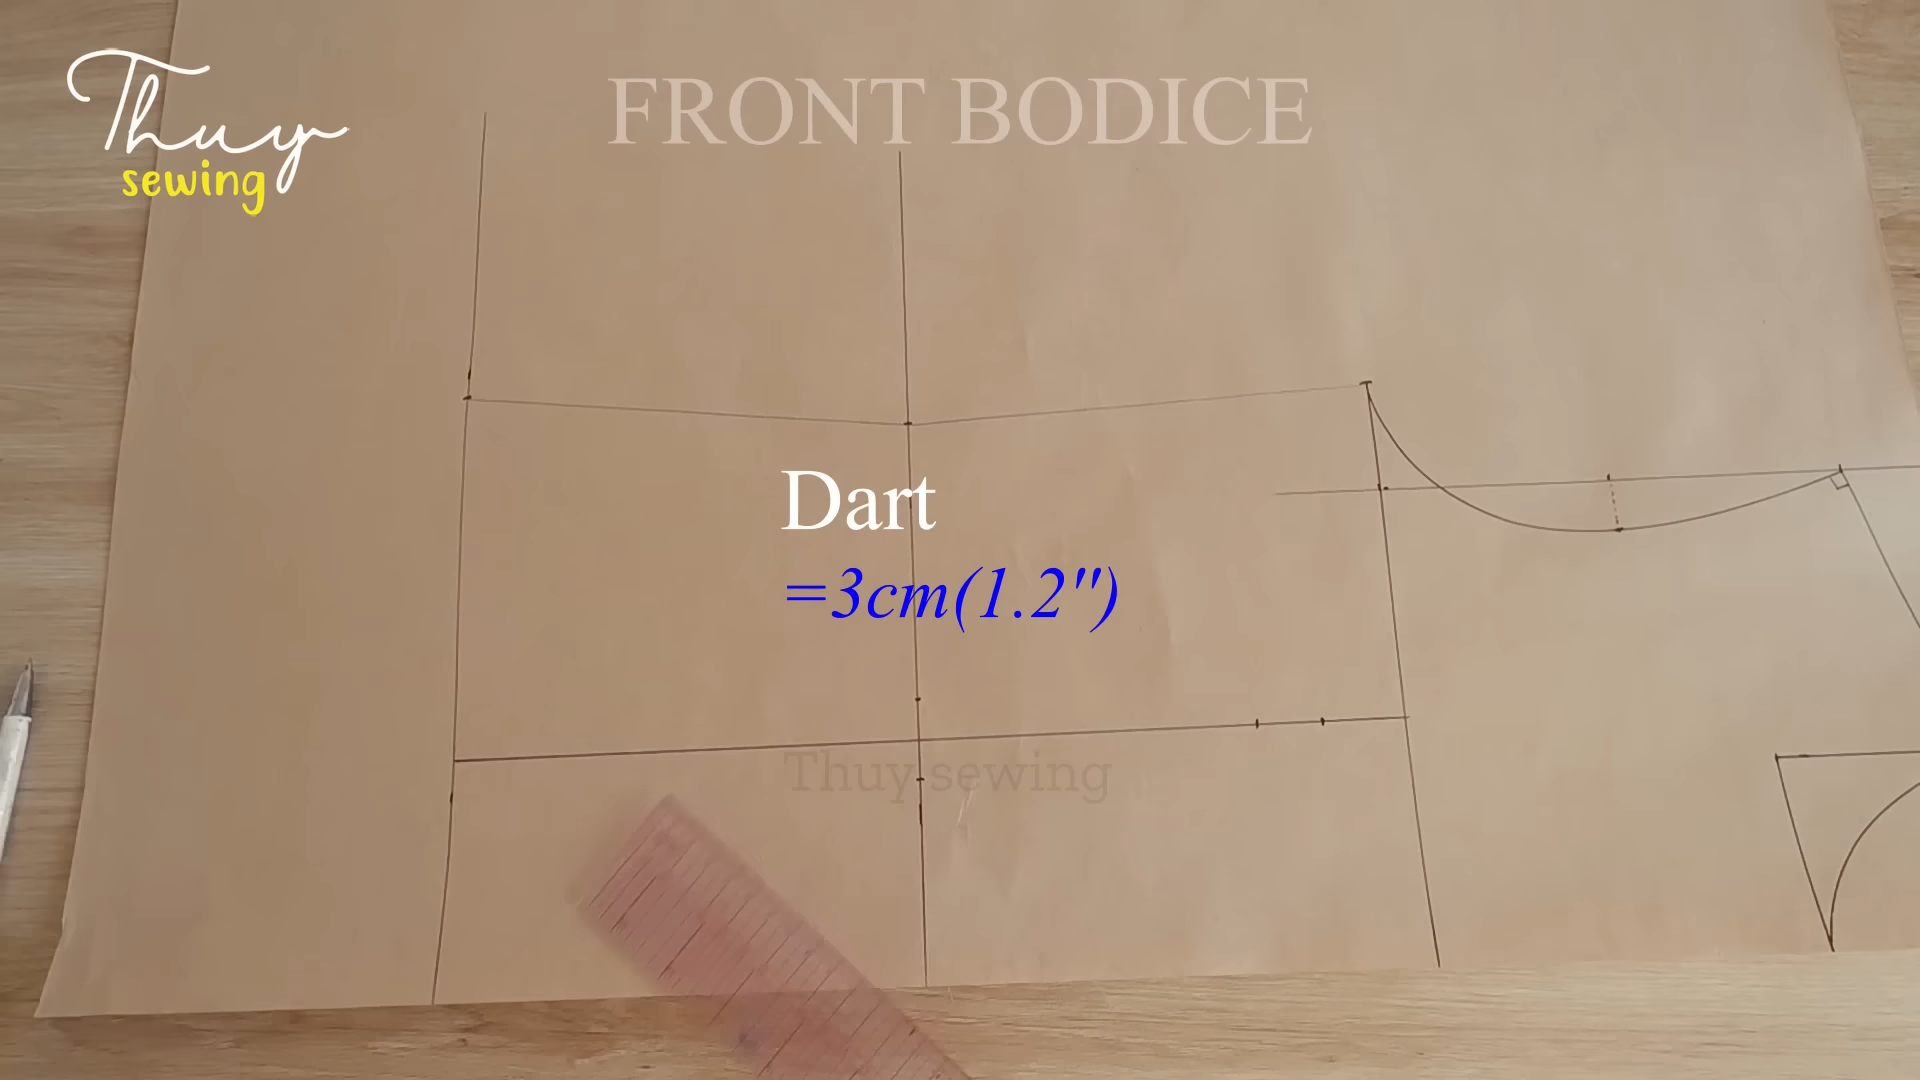 Thuy
sewing
FRONT BODICE
Dart
=3cm(1.2")
Thuy sewing